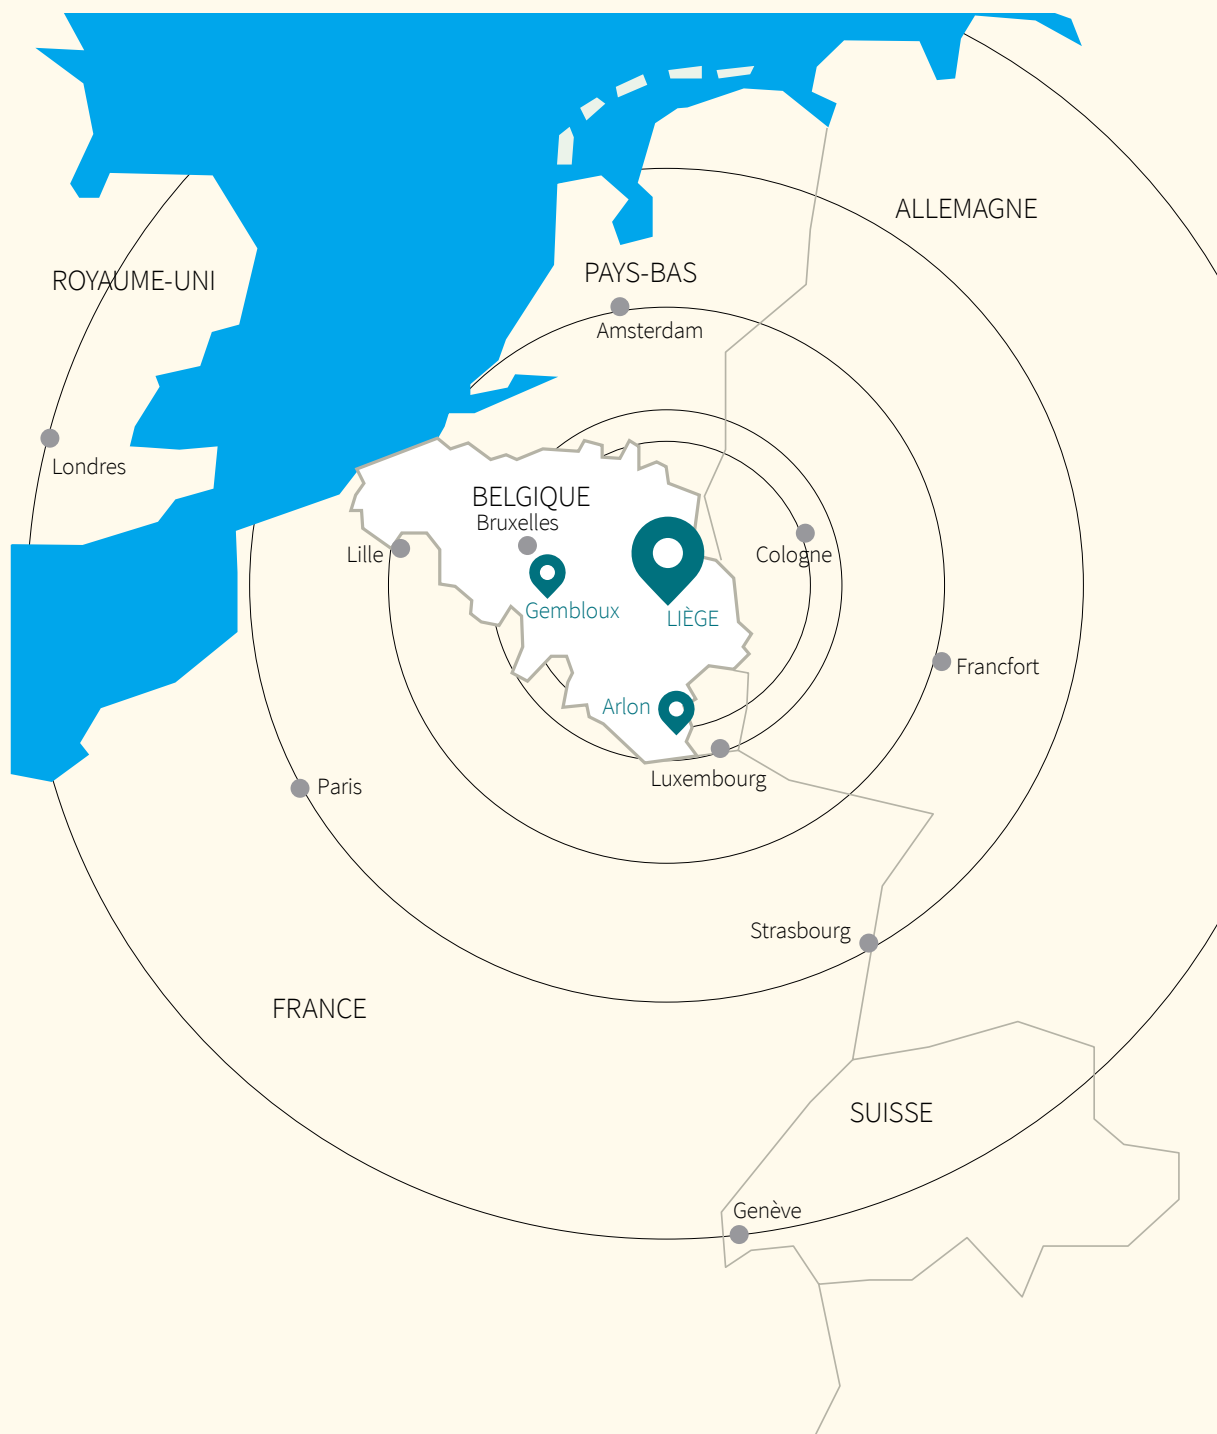 ALLEMAGNE
ROYAUME-UNI
PAYS-BAS
Amsterdam
Londres
BELGIQUE
Bruxelles
Lille
Cologne
Gembloux
LIÈGE
Francfort
Arlon
Luxembourg
Paris
Strasbourg
FRANCE
SUISSE
Genève